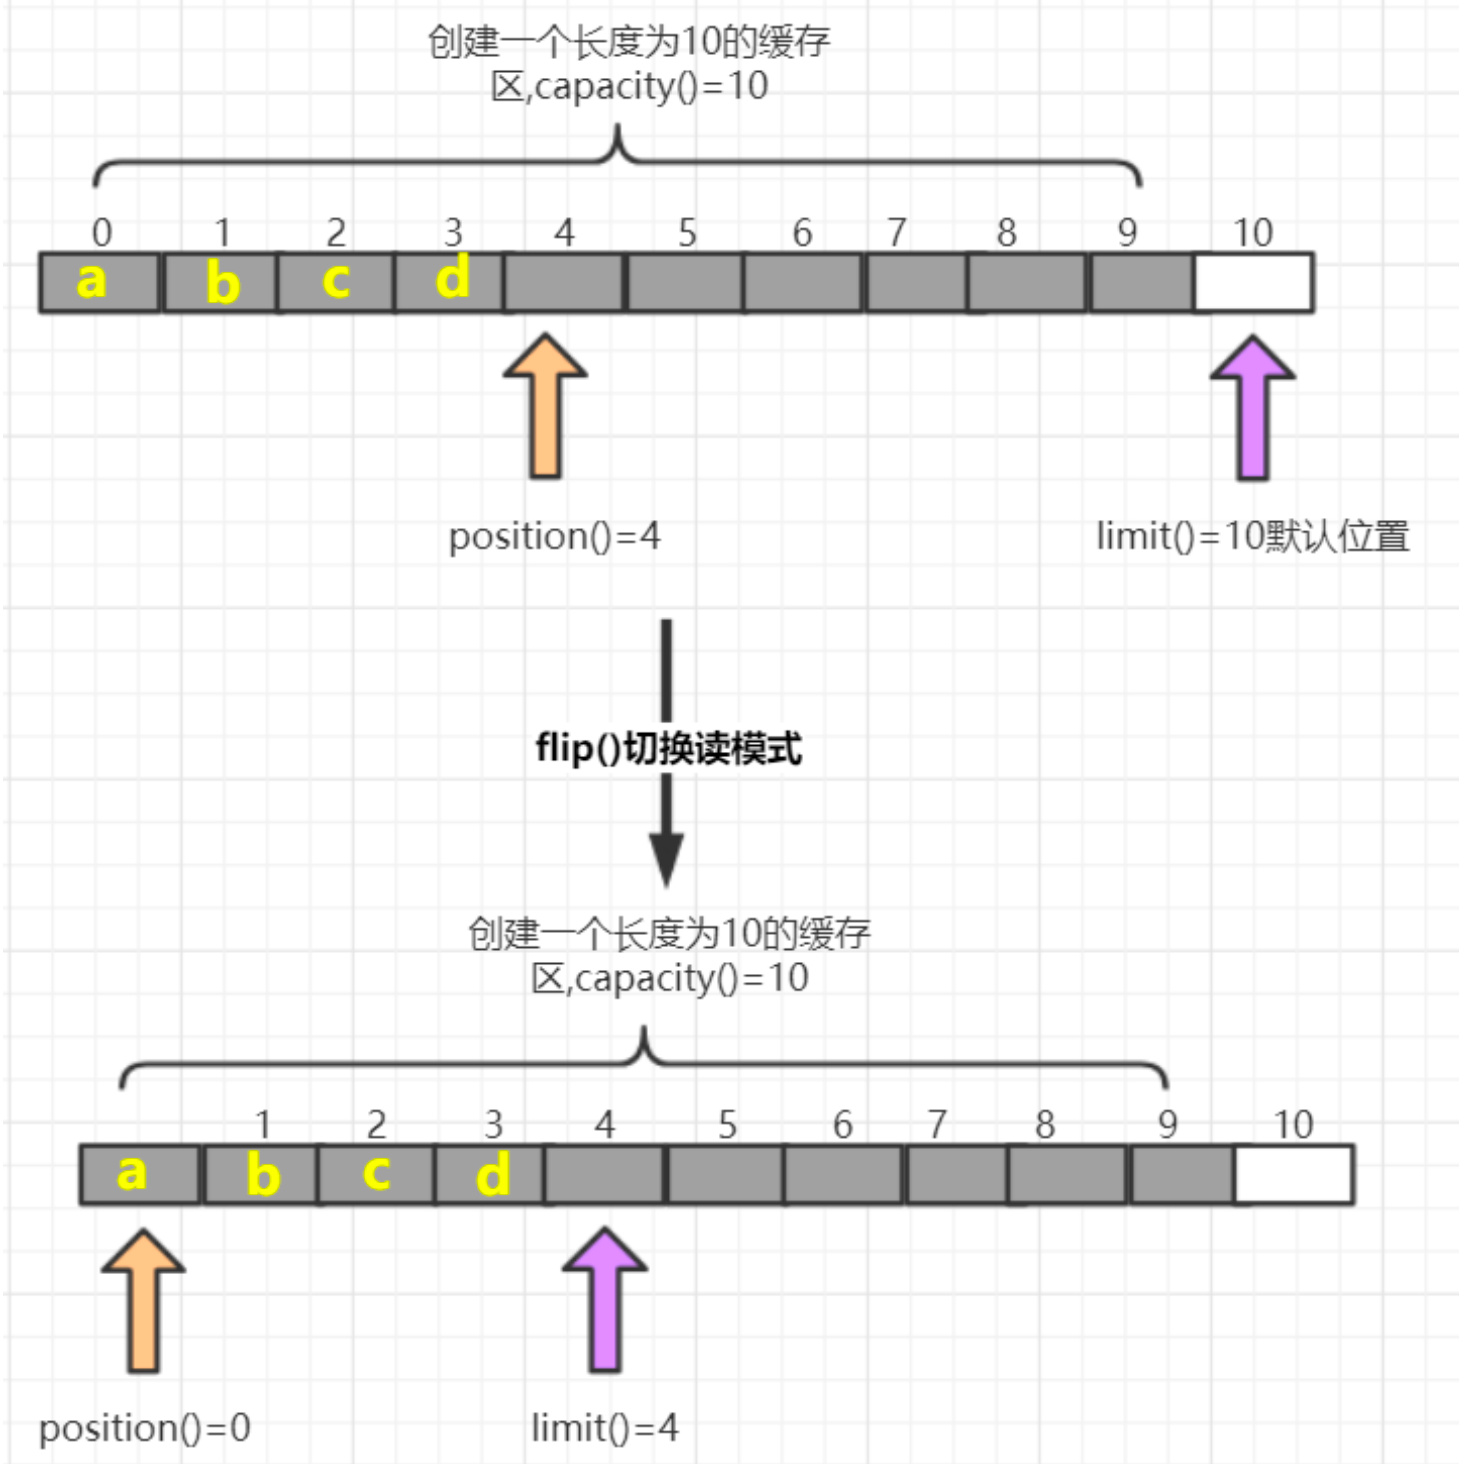 创建一个长度为10的缓存
区,capacity()=10
0 1 2 3 4 5 6 7 8 9 10
a b c d
position()=4 limit()=10默认位置
flip()切换读模式
创建一个长度为10的缓存
区,capacity()=10
1 2 3 4 5 6 7 8 9 10
a b c d
position()=0 limit()=4